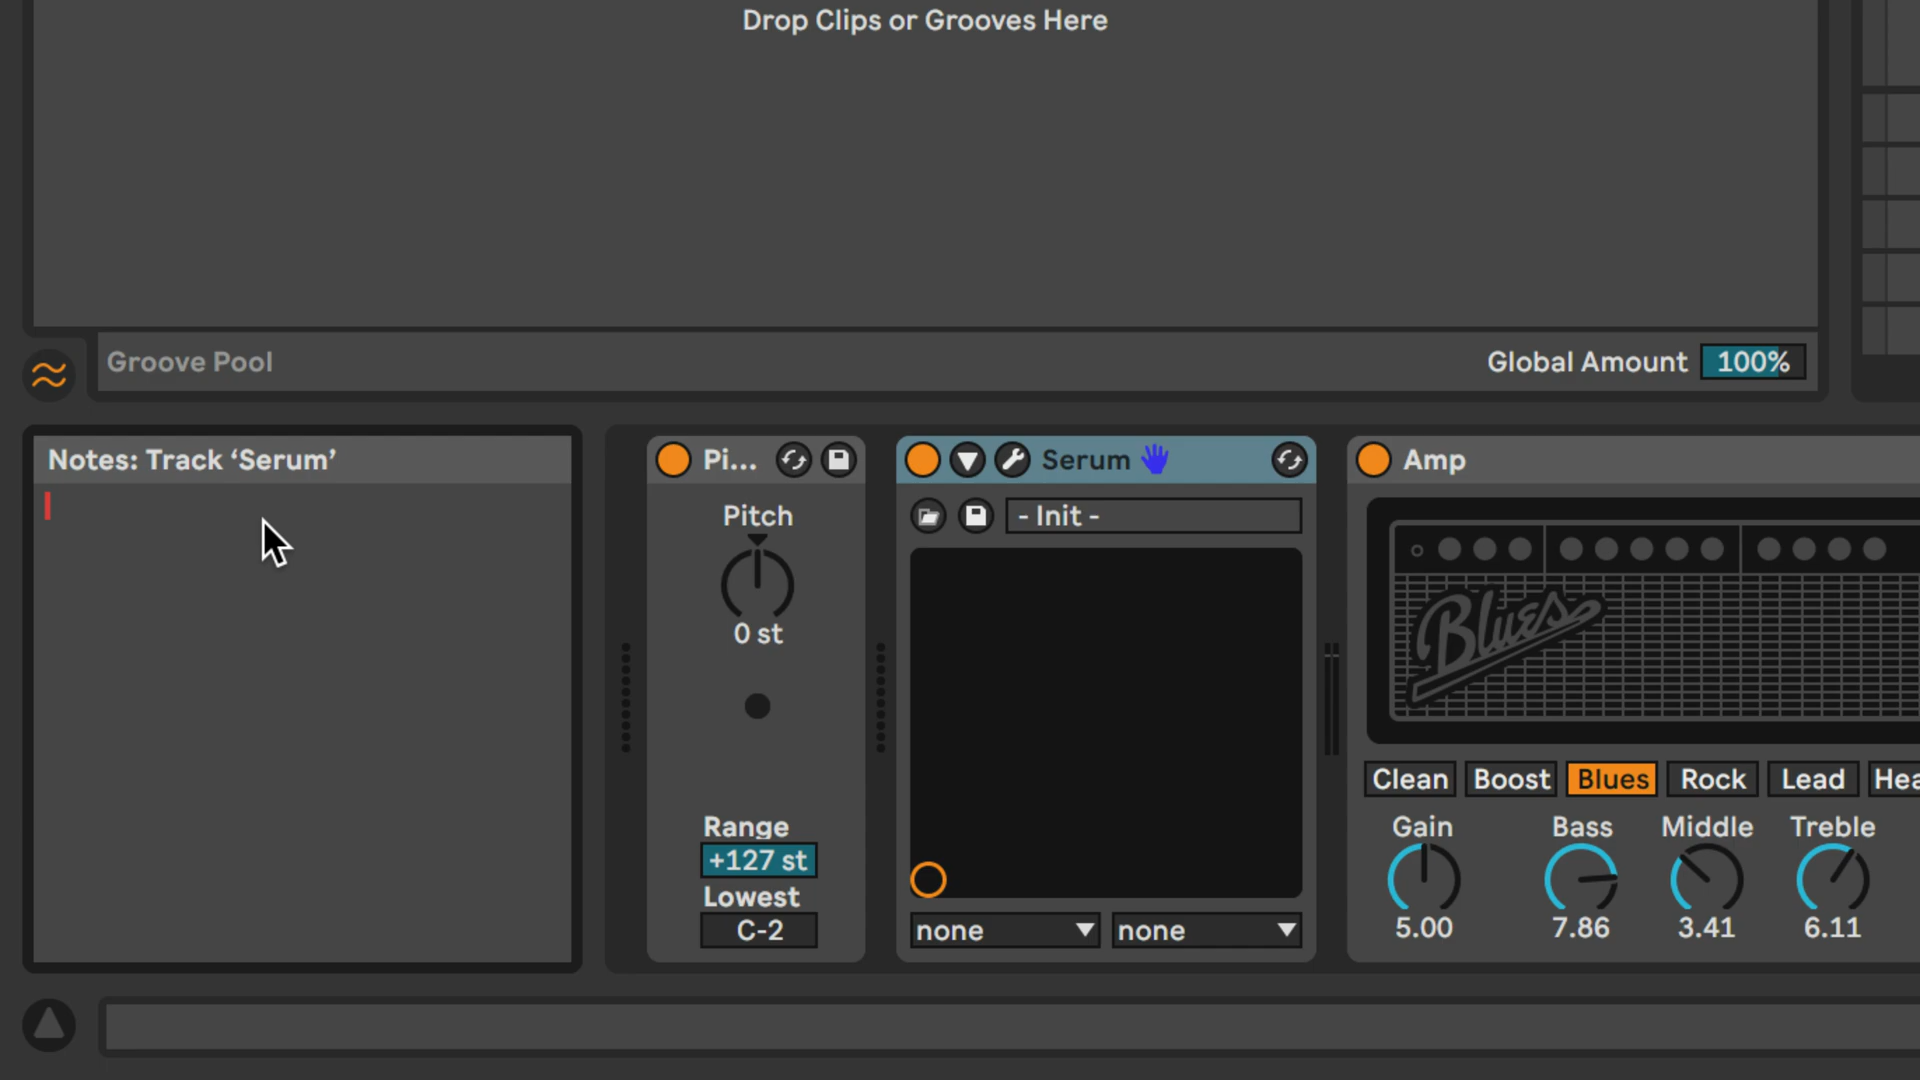 Drop Clips or Grooves Here
Groove Pool
Global Amount 100%
Notes: Track ‘Serum’
Pi...
Pitch
0 st
Range
+127 st
Lowest
C-2
Serum
- Init -
none
none
Amp
Blues
Clean Boost Blues Rock Lead Hea
Gain Bass Middle Treble
5.00 7.86 3.41 6.11